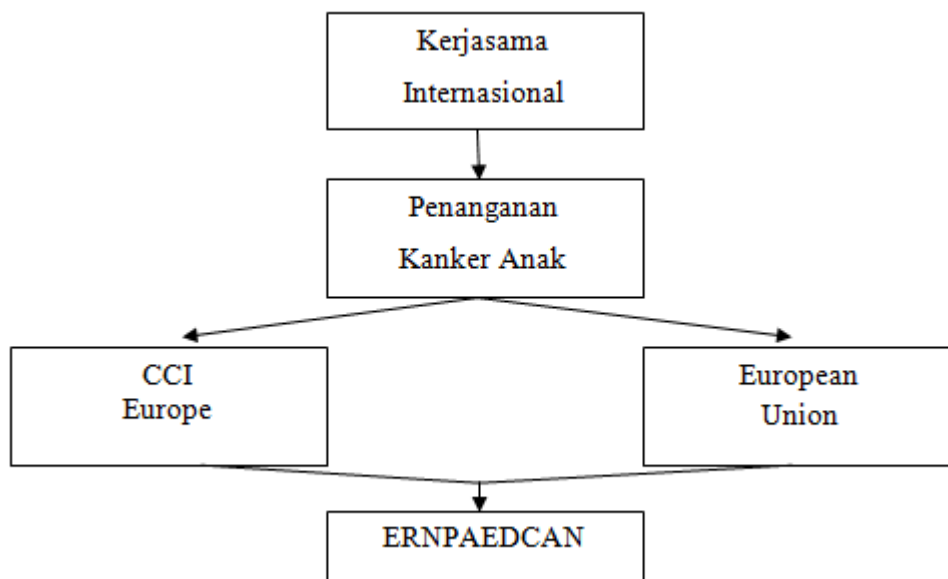 Kerjasama
Internasional
Penanganan
Kanker Anak
CCI
Europe
European
Union
ERNPAEDCAN